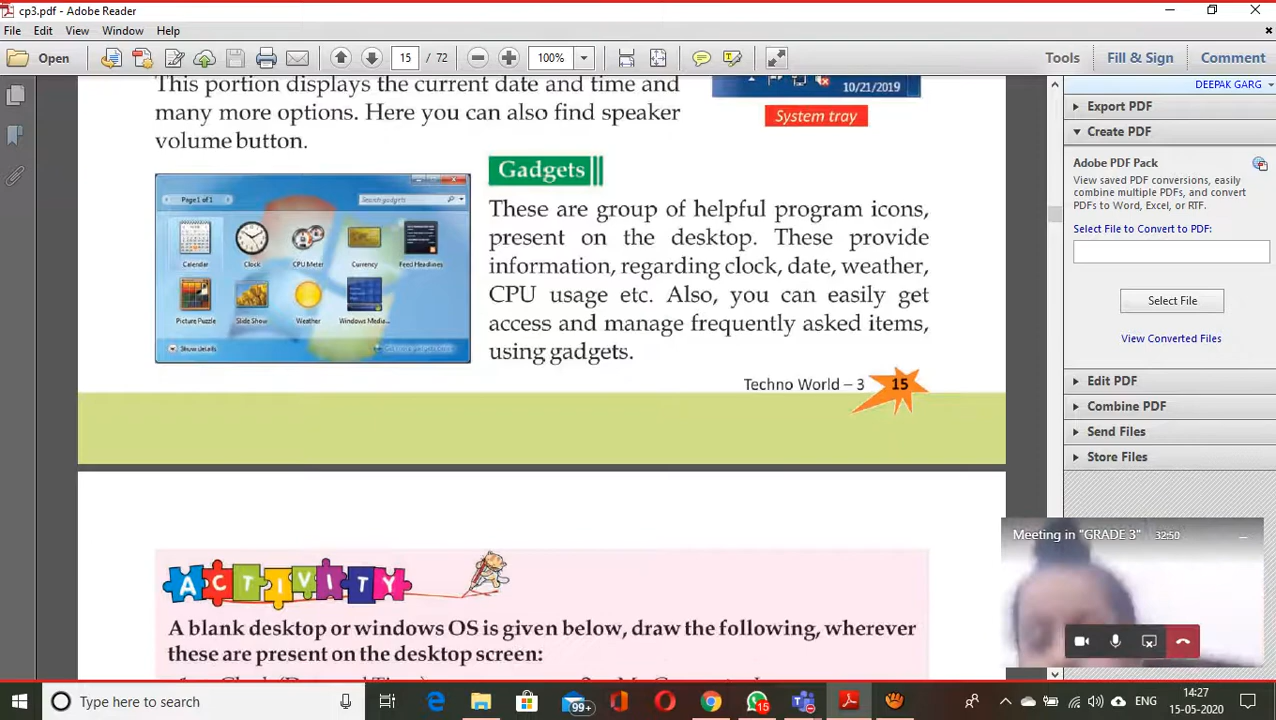 cp3.pdf - Adobe Reader
File Edit View Window Help
Open 15 / 72 100% Tools Fill & Sign Comment
This portion displays the current date and time and
many more options. Here you can also find speaker
volume button.
10/21/2019
System tray
Page 1 of 1 Search gadgets
Calendar Clock CPU Meter Currency Feed Headlines
Picture Puzzle Slide Show Weather Windows Media...
Show details
Gadgets
These are group of helpful program icons,
present on the desktop. These provide
information, regarding clock, date, weather,
CPU usage etc. Also, you can easily get
access and manage frequently asked items,
using gadgets.
Techno World – 3 15
ACTIVITY
A blank desktop or windows OS is given below, draw the following, wherever
these are present on the desktop screen:
DEEPAK GARG
Export PDF
Create PDF
Adobe PDF Pack
View saved PDF conversions, easily
combine multiple PDFs, and convert
PDFs to Word, Excel, or RTF.
Select File to Convert to PDF:
Select File
View Converted Files
Edit PDF
Combine PDF
Send Files
Store Files
Meeting in "GRADE 3" 32:50
Type here to search 99+ 15 ENG 14:27
15-05-2020